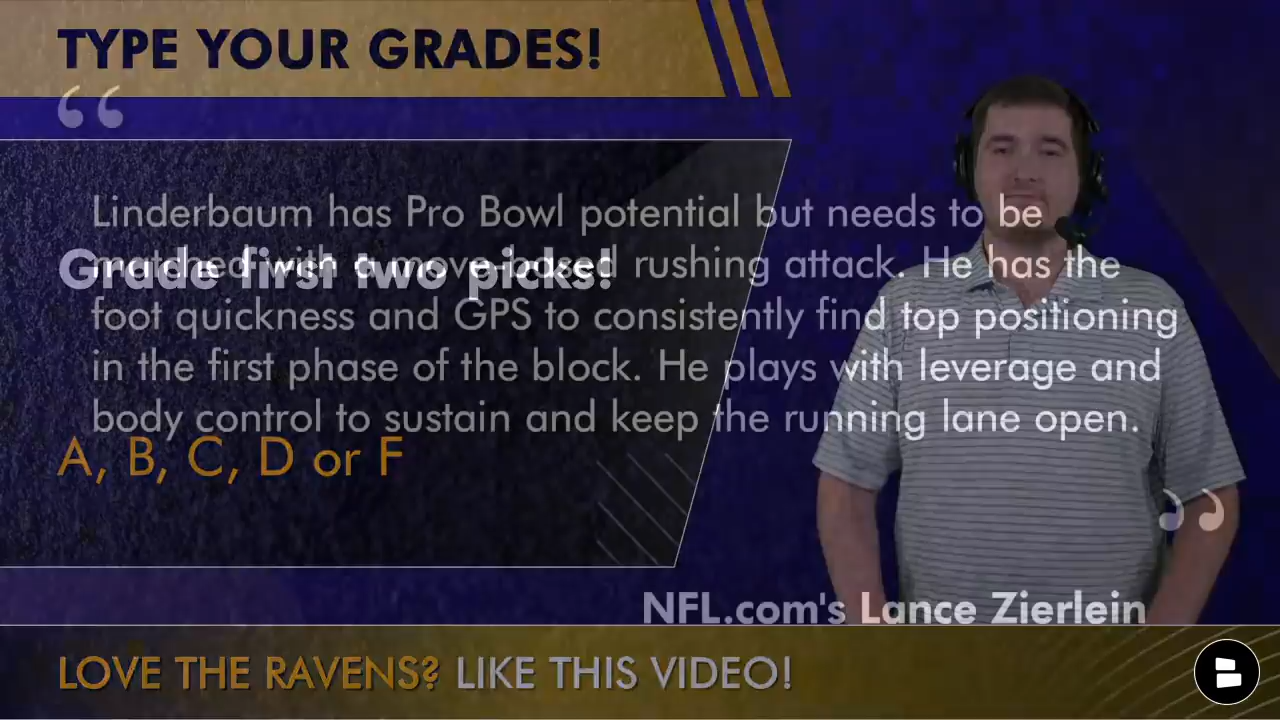 TYPE YOUR GRADES!
“
Linderbaum has Pro Bowl potential but needs to be
matched with a move-based rushing attack. He has the
Grade first two picks!
foot quickness and GPS to consistently find top positioning
in the first phase of the block. He plays with leverage and
body control to sustain and keep the running lane open.
A, B, C, D or F
”
NFL.com's Lance Zierlein
LOVE THE RAVENS? LIKE THIS VIDEO!